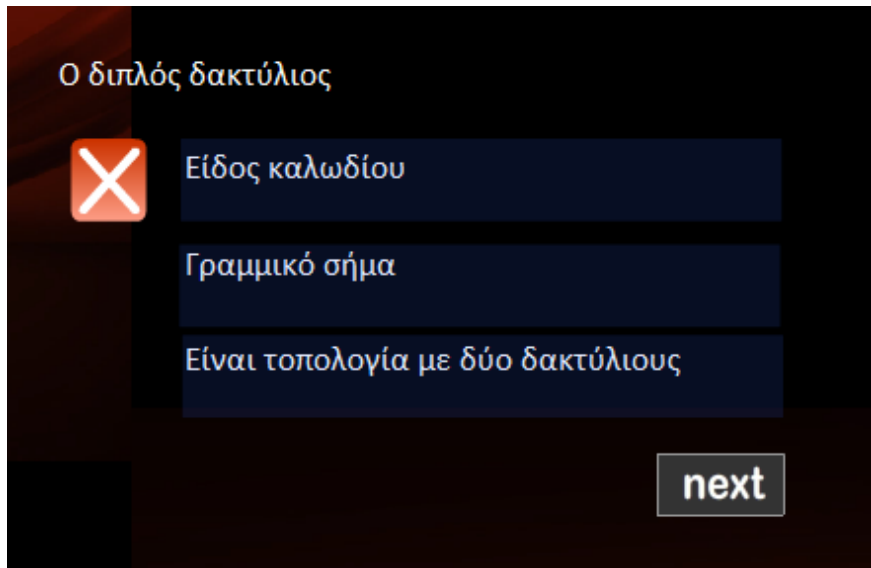 Ο διπλός δακτύλιος
Είδος καλωδίου
Γραμμικό σήμα
Είναι τοπολογία με δύο δακτύλιους
next